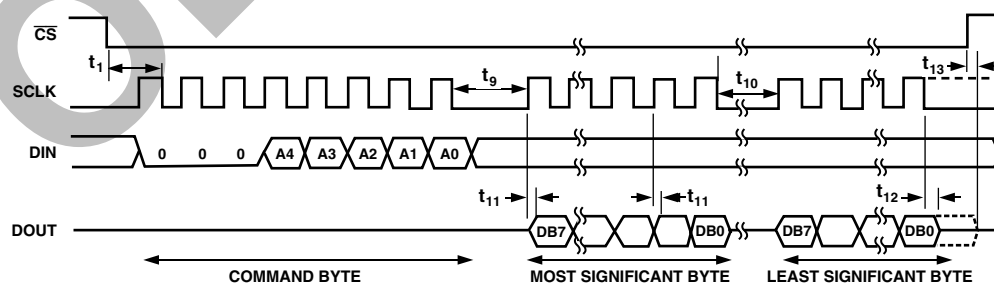 CS
t1
t9
t10
t13
SCLK
DIN
0 0 0 A4 A3 A2 A1 A0
t11
t11
t12
DOUT
DB7 DB0 DB7 DB0
COMMAND BYTE
MOST SIGNIFICANT BYTE
LEAST SIGNIFICANT BYTE